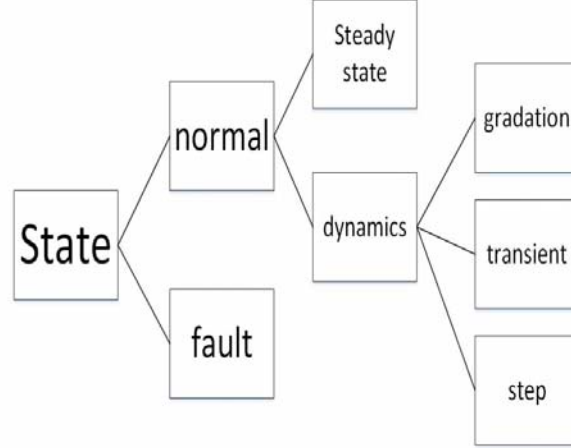 State
normal
fault
Steady
state
dynamics
gradation
transient
step